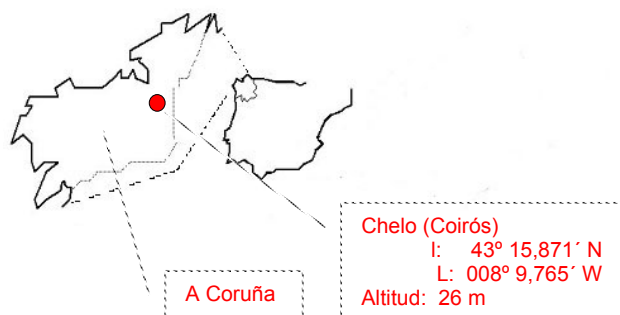 Chelo (Coirós)
l: 43º 15,871´ N
L: 008º 9,765´ W
Altitud: 26 m
A Coruña